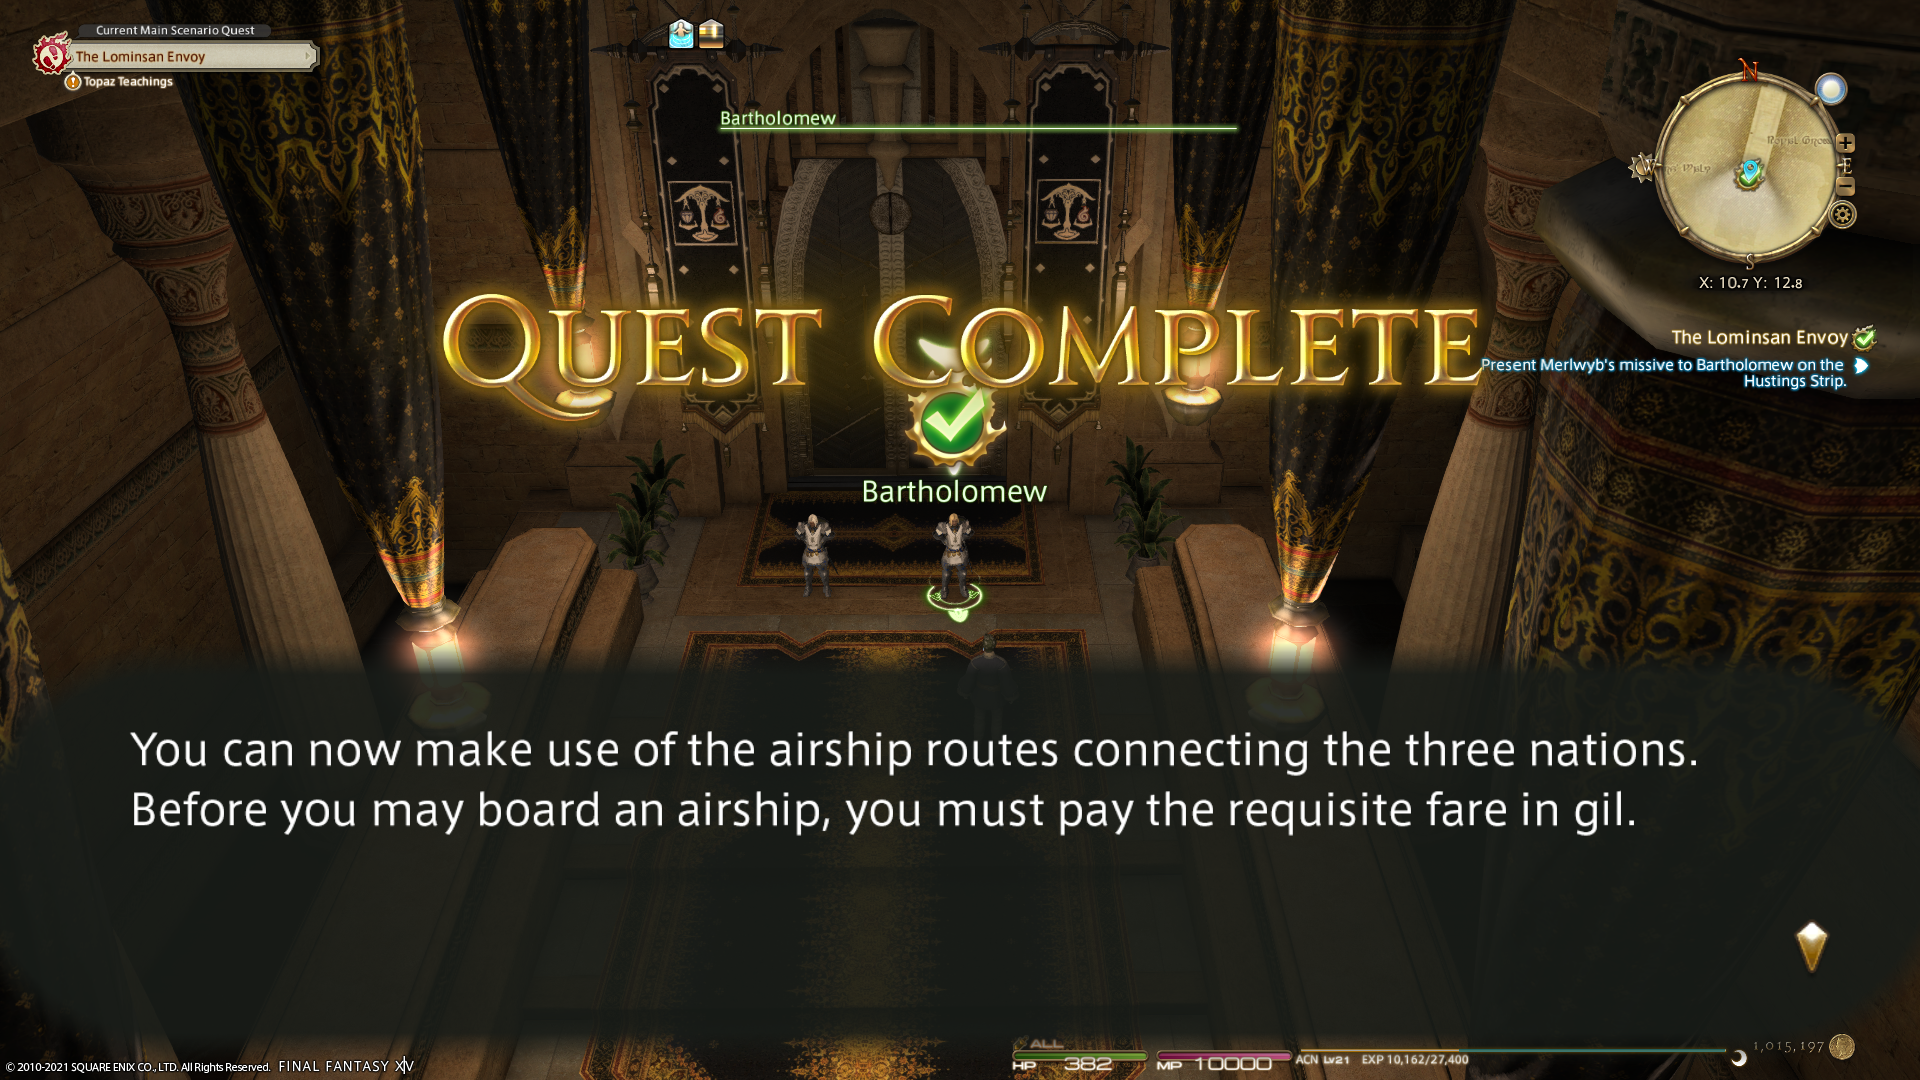 Current Main Scenario Quest
The Lominsan Envoy
Topaz Teachings
Bartholomew
N
E
W
S
X: 10.7 Y: 12.8
The Lominsan Envoy
Present Merlwyb's missive to Bartholomew on the
Hustings Strip.
QUEST COMPLETE
Bartholomew
You can now make use of the airship routes connecting the three nations.
Before you may board an airship, you must pay the requisite fare in gil.
ALL
HP 382
MP 10000
ACN Lv21 EXP 10,162/27,400
1,015,197
© 2010-2021 SQUARE ENIX CO., LTD. All Rights Reserved. FINAL FANTASY XIV